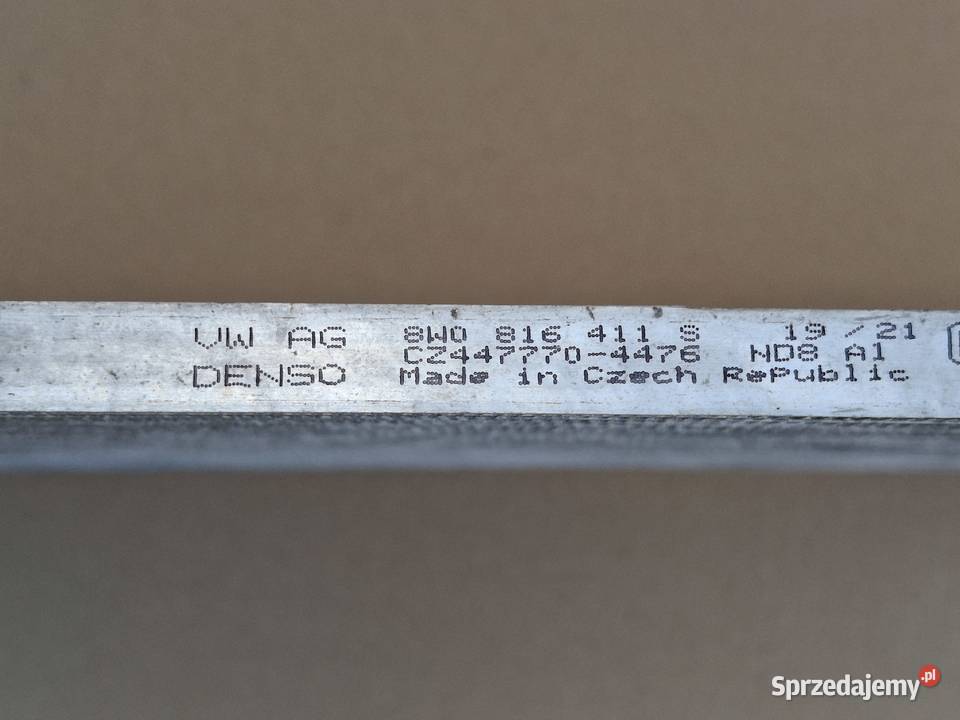 VW AG 8W0 816 411 S 19 / 21
CZ447770-4476 ND8 A1
DENSO Made in Czech Republic
Sprzedajemy.pl